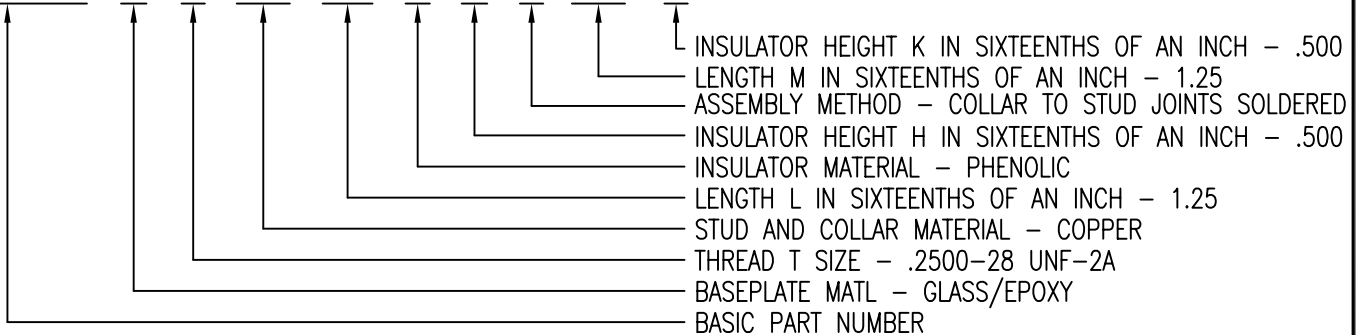 INSULATOR HEIGHT K IN SIXTEENTHS OF AN INCH – .500
LENGTH M IN SIXTEENTHS OF AN INCH – 1.25
ASSEMBLY METHOD – COLLAR TO STUD JOINTS SOLDERED
INSULATOR HEIGHT H IN SIXTEENTHS OF AN INCH – .500
INSULATOR MATERIAL – PHENOLIC
LENGTH L IN SIXTEENTHS OF AN INCH – 1.25
STUD AND COLLAR MATERIAL – COPPER
THREAD T SIZE – .2500–28 UNF–2A
BASEPLATE MATL – GLASS/EPOXY
BASIC PART NUMBER